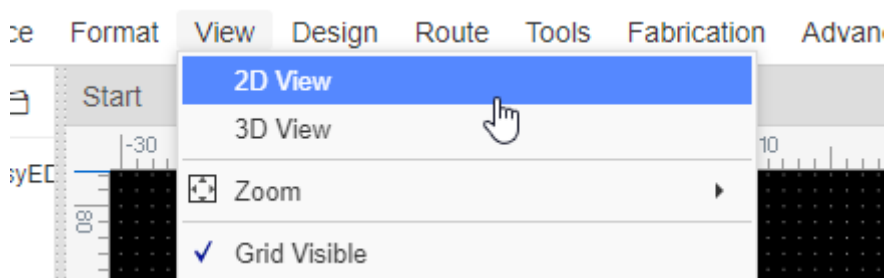 ce Format View Design Route Tools Fabrication Advan
Start
2D View
3D View
-30
10
syED
Zoom
80
Grid Visible